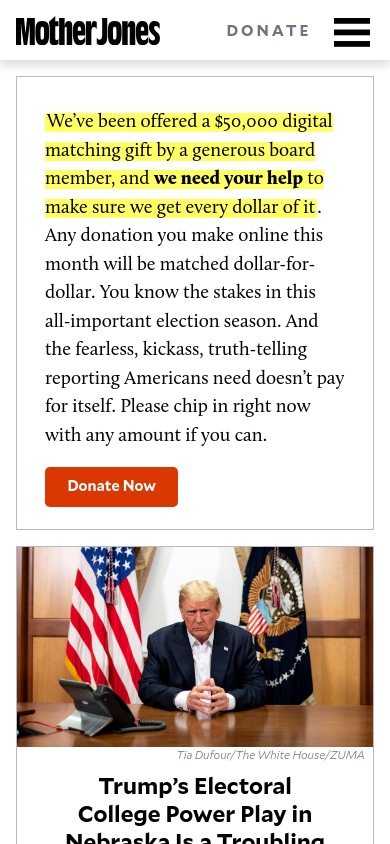 Mother Jones
DONATE
We've been offered a $50,000 digital
matching gift by a generous board
member, and we need your help to
make sure we get every dollar of it.
Any donation you make online this
month will be matched dollar-for-
dollar. You know the stakes in this
all-important election season. And
the fearless, kickass, truth-telling
reporting Americans need doesn't pay
for itself. Please chip in right now
with any amount if you can.
Donate Now
Tia Dufour/The White House/ZUMA
Trump's Electoral
College Power Play in
Nebraska Is a Troubling